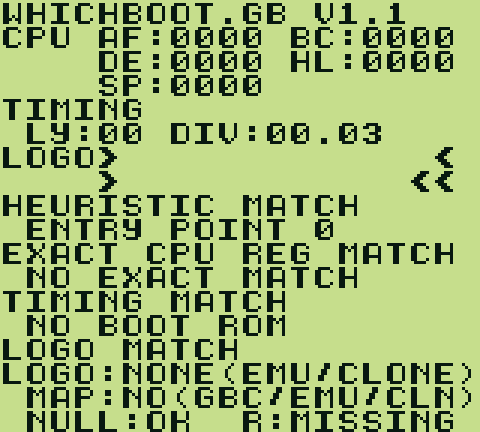 WHICHBOOT.GB V1.1
CPU AF:0000 BC:0000
DE:0000 HL:0000
SP:0000
TIMING
LY:00 DIV:00.03
LOGO> <
> <<
HEURISTIC MATCH
ENTRY POINT 0
EXACT CPU REG MATCH
NO EXACT MATCH
TIMING MATCH
NO BOOT ROM
LOGO MATCH
LOGO:NONE(EMU/CLONE)
MAP:NO(GBC/EMU/CLN)
NULL:OK R:MISSING